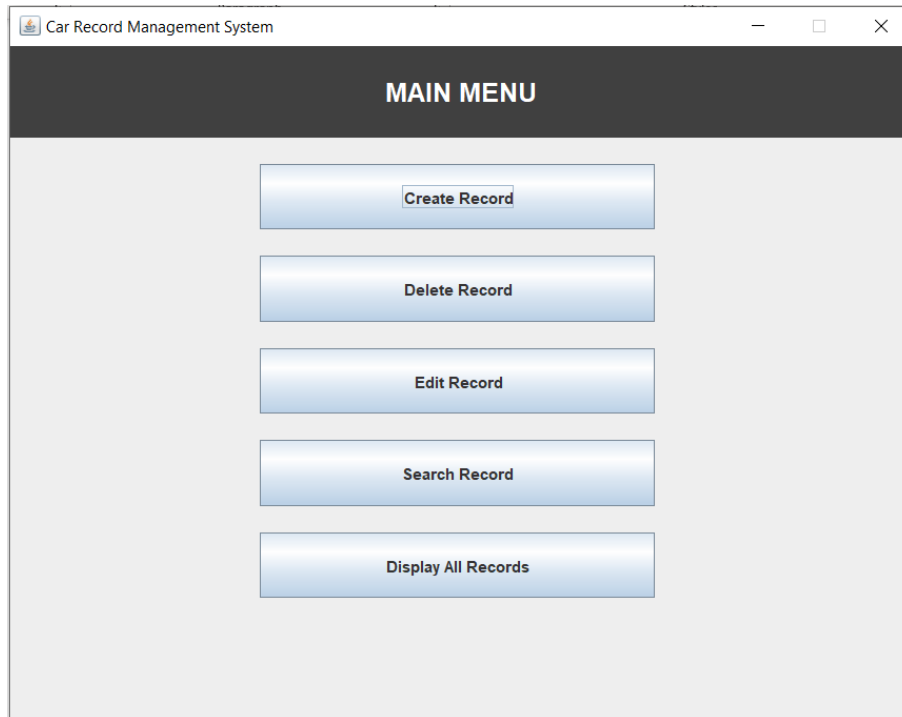 Car Record Management System
MAIN MENU
Create Record
Delete Record
Edit Record
Search Record
Display All Records